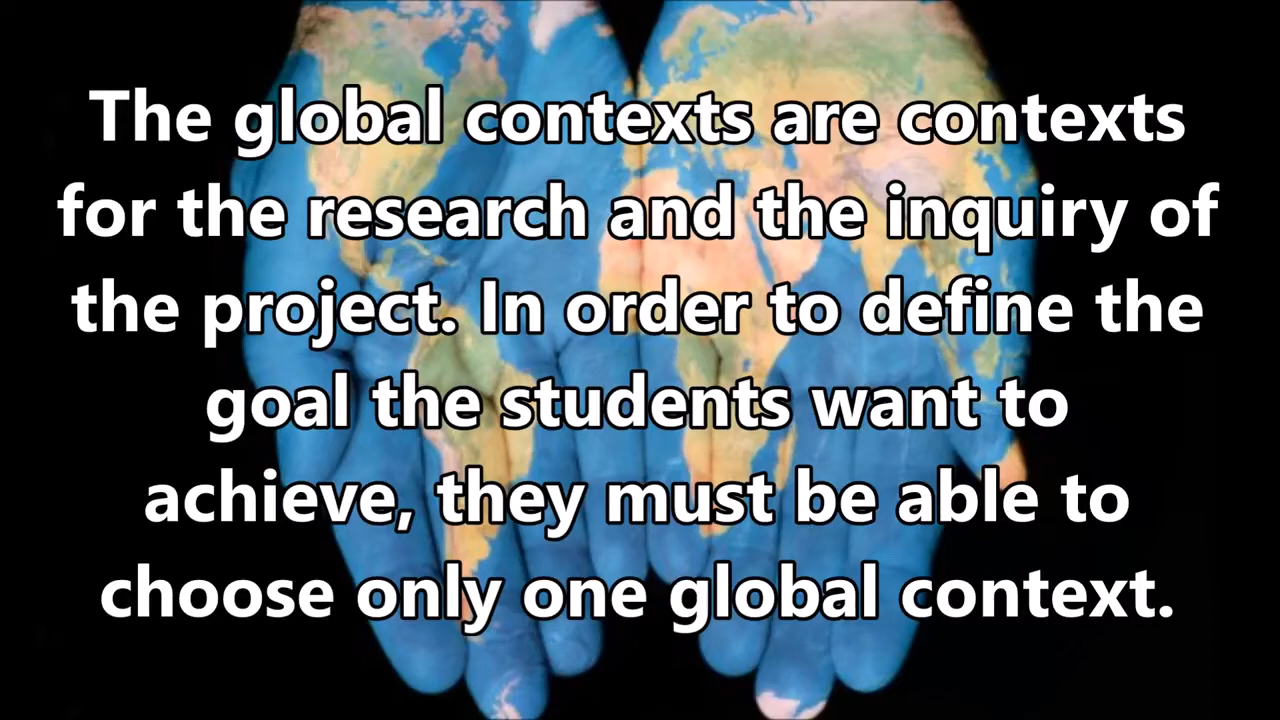 The global contexts are contexts
for the research and the inquiry of
the project. In order to define the
goal the students want to
achieve, they must be able to
choose only one global context.